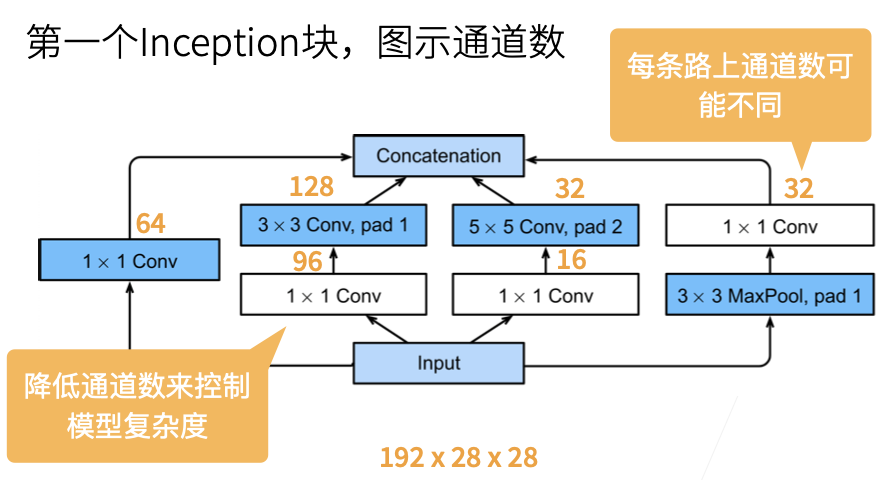 第一个Inception块，图示通道数
每条路上通道数可
能不同
Concatenation
128
32
32
64
3 × 3 Conv, pad 1
5 × 5 Conv, pad 2
1 × 1 Conv
1 × 1 Conv
96
16
1 × 1 Conv
1 × 1 Conv
3 × 3 MaxPool, pad 1
Input
降低通道数来控制
模型复杂度
192 x 28 x 28